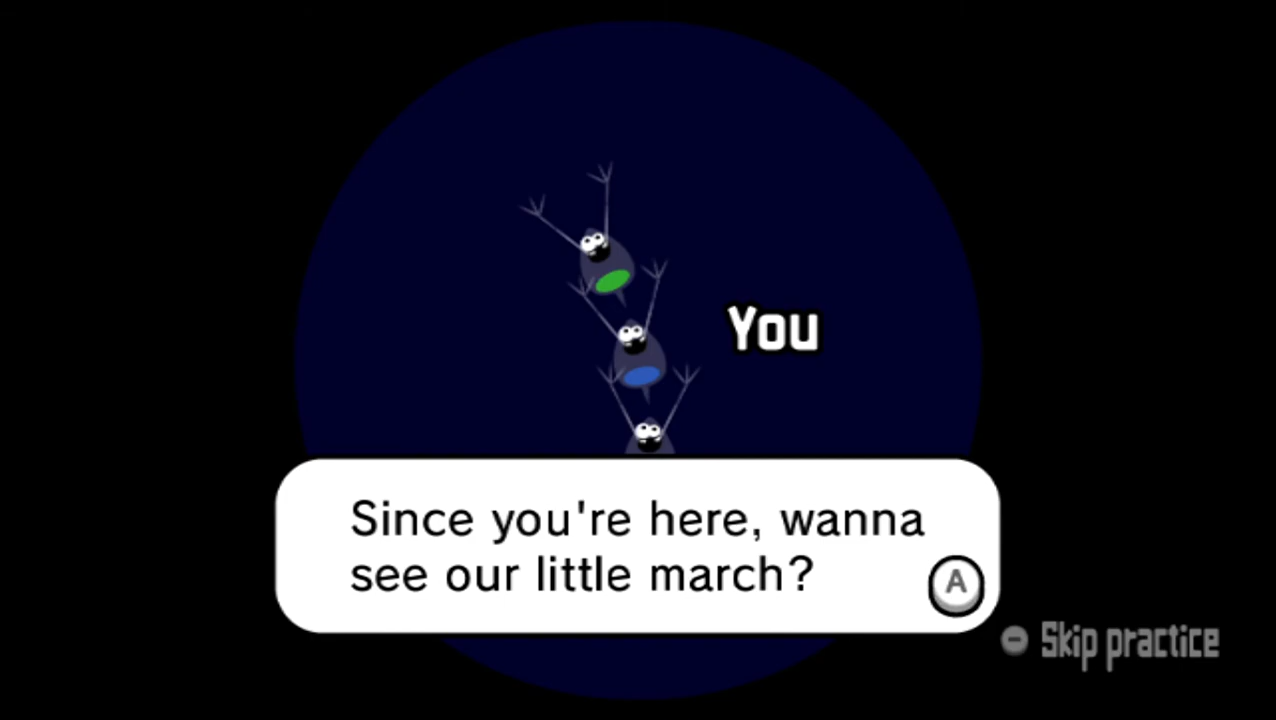 You
Since you're here, wanna
see our little march?
A
Skip practice